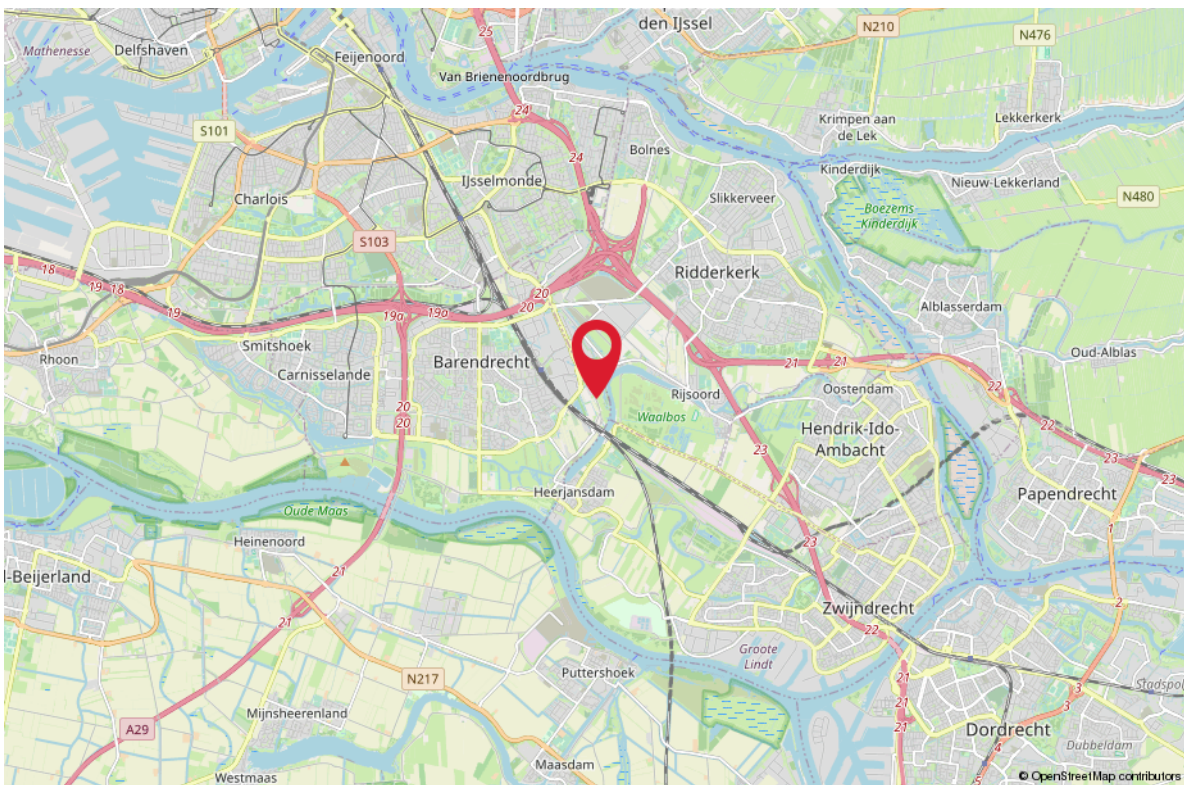 Mathenesse
Delfshaven
Feijenoord
25
den IJssel
N210
N476
Van Brienenoordbrug
24
S101
Krimpen aan
de Lek
Lekkerkerk
24
Bolnes
Kinderdijk
IJsselmonde
Nieuw-Lekkerland
N480
Charlois
Slikkerveer
Boezems
Kinderdijk
S103
18
19
18
19
Ridderkerk
20
20
19a
19a
Alblasserdam
Rhoon
Smitshoek
Barendrecht
Oud-Alblas
Carnisselande
21
21
22
Rijsoord
Oostendam
20
20
Waalbos
Hendrik-Ido-
Ambacht
22
23
23
23
Heerjansdam
Papendrecht
Oude Maas
1
Heinenoord
23
21
d-Beijerland
2
Zwijndrecht
21
22
Groote
Lindt
Puttershoek
N217
21
21
Stadspol
3
3
Mijnsheerenland
A29
21
Dordrecht
4
Dubbeldam
Maasdam
Westmaas
5
© OpenStreetMap contributors